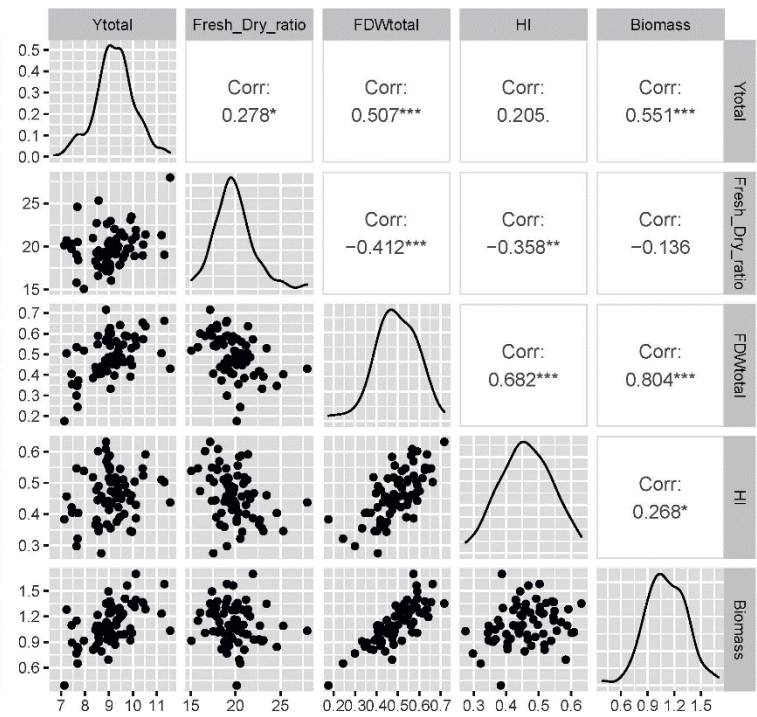 Ytotal Fresh_Dry_ratio FDWtotal HI Biomass
0.5
0.4
0.3
0.2
0.1
0.0
Corr:
0.278*
Corr:
0.507***
Corr:
0.205.
Corr:
0.551***
Ytotal
25
20
15
Corr:
−0.412***
Corr:
−0.358**
Corr:
−0.136
Fresh_Dry_ratio
0.7
0.6
0.5
0.4
0.3
0.2
Corr:
0.682***
Corr:
0.804***
FDWtotal
0.6
0.5
0.4
0.3
Corr:
0.268*
HI
1.5
1.2
0.9
0.6
Biomass
7 8 9 10 11 15 20 25 0.20.30.40.50.60.7 0.3 0.4 0.5 0.6 0.6 0.9 1.2 1.5